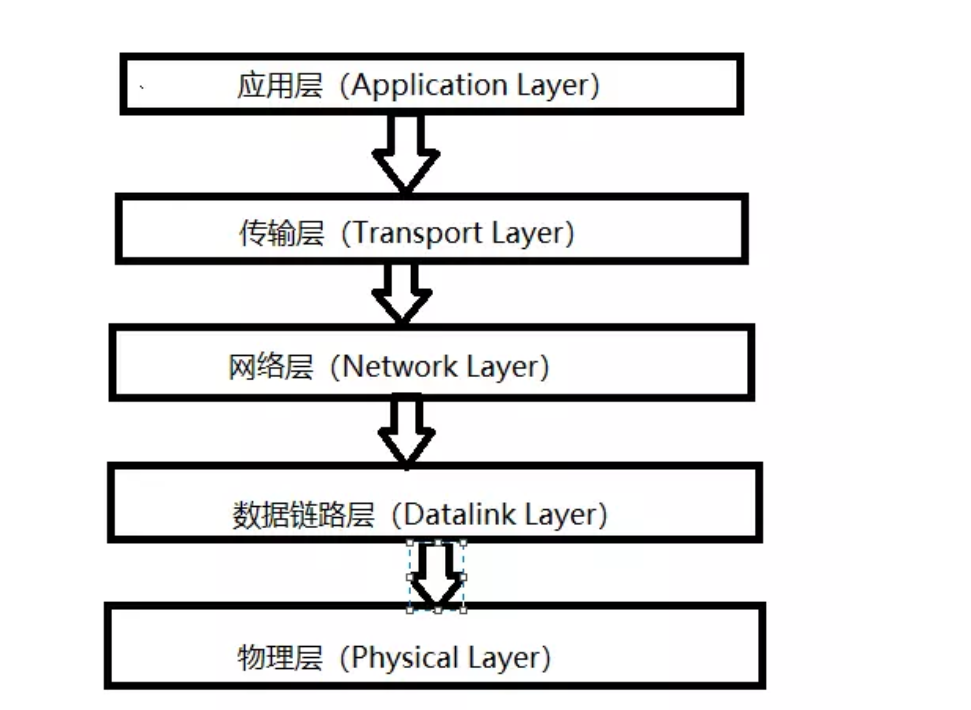 应用层（Application Layer）
传输层（Transport Layer）
网络层（Network Layer）
数据链路层（Datalink Layer）
物理层（Physical Layer）